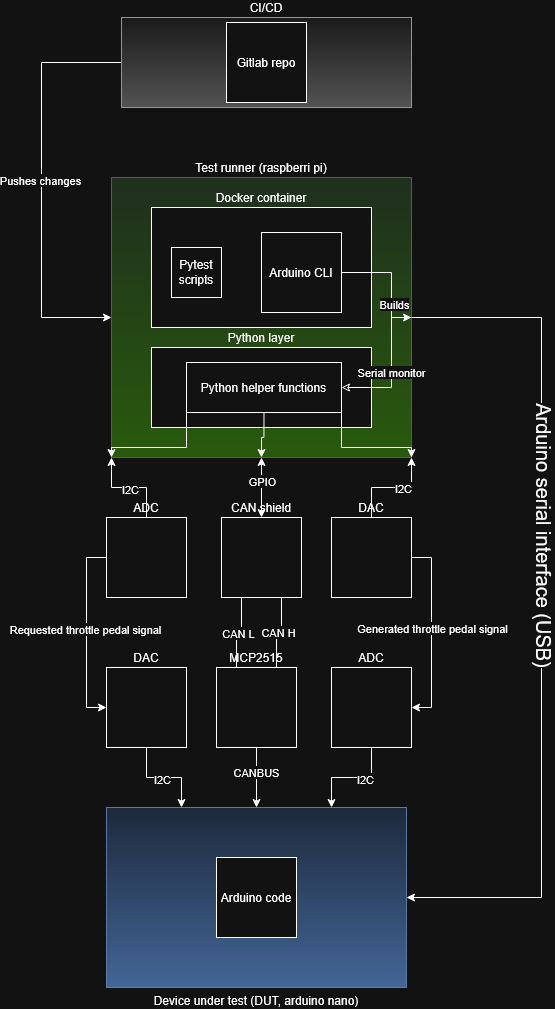 CI/CD
Gitlab repo
Pushes changes
Test runner (raspberri pi)
Docker container
Pytest
scripts
Arduino CLI
Builds
Python layer
Serial monitor
Python helper functions
Arduino serial interface (USB)
I2C
GPIO
I2C
ADC
CAN shield
DAC
Requested throttle pedal signal
CAN L
CAN H
Generated throttle pedal signal
DAC
MCP2515
ADC
I2C
CANBUS
I2C
Arduino code
Device under test (DUT, arduino nano)